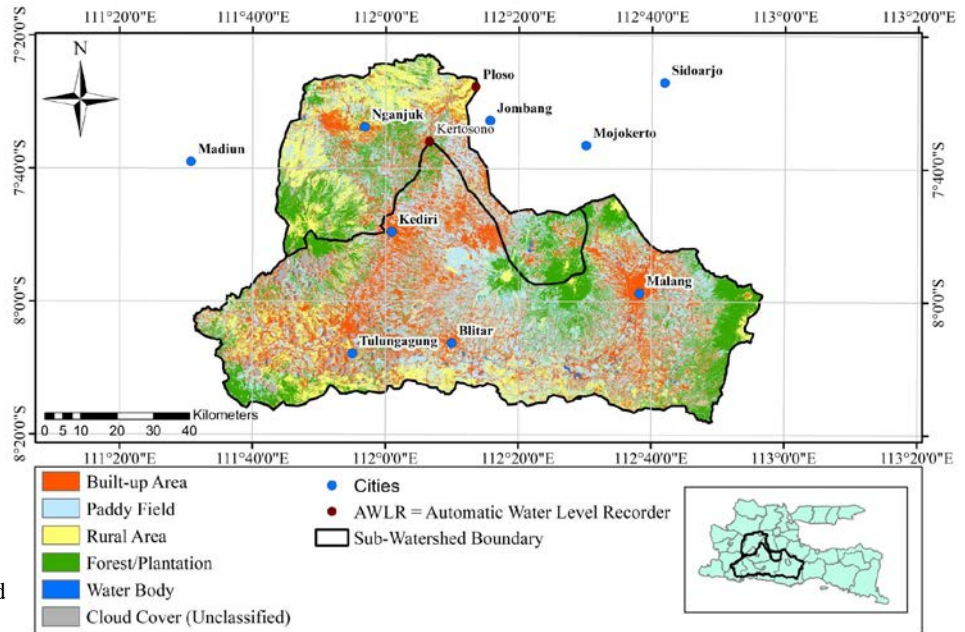 111°20'0"E 111°40'0"E 112°0'0"E 112°20'0"E 112°40'0"E 113°0'0"E 113°20'0"E
7°20'0"S
7°20'0"S
N
Ploso
Sidoarjo
Nganjuk
Jombang
Kertosono
Mojokerto
Madiun
7°40'0"S
7°40'0"S
Kediri
Malang
8°0'0"S
8°0'0"S
Tulungagung
Blitar
Kilometers
0 5 10 20 30 40
8°20'0"S
8°20'0"S
111°20'0"E 111°40'0"E 112°0'0"E 112°20'0"E 112°40'0"E 113°0'0"E 113°20'0"E
Built-up Area
Paddy Field
Rural Area
Forest/Plantation
Water Body
Cloud Cover (Unclassified)
Cities
AWLR = Automatic Water Level Recorder
Sub-Watershed Boundary